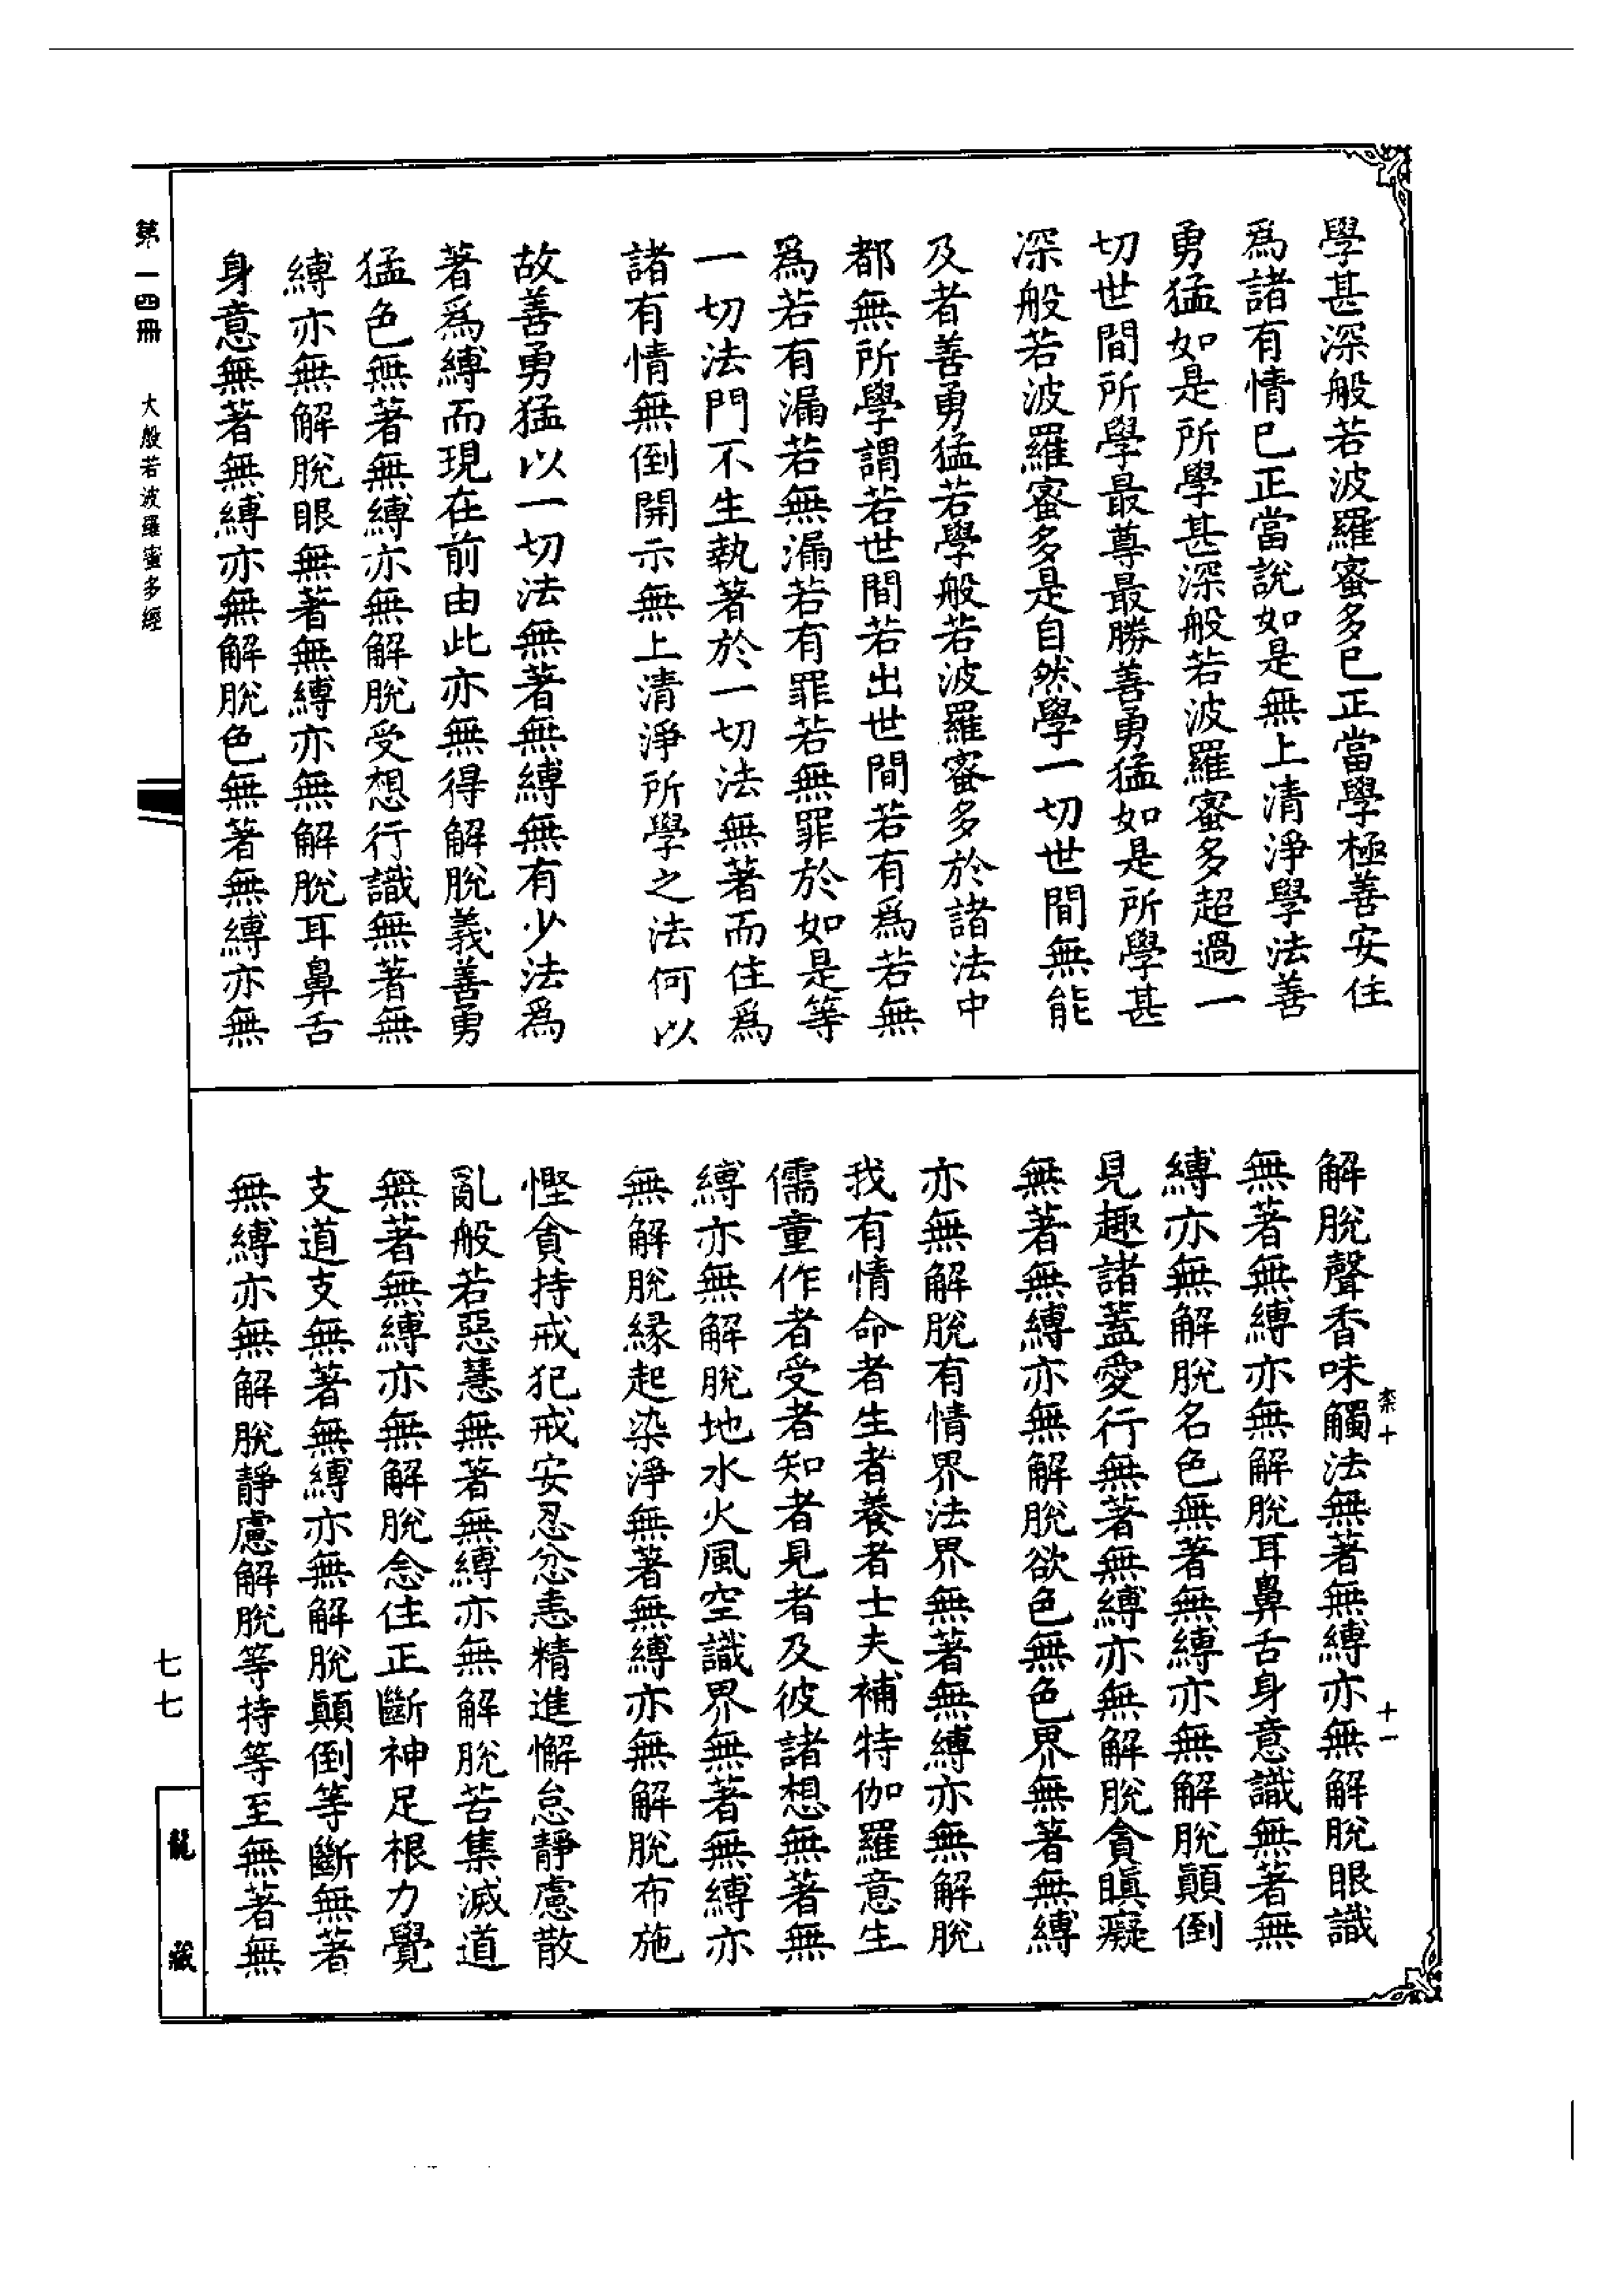 學甚深般若波羅蜜多已正當學極善安住
爲諸有情已正當說如是無上清淨學法善
勇猛如是所學甚深般若波羅蜜多超過一
切世間所學最尊最勝善勇猛如是所學甚
深般若波羅蜜多是自然學一切世間無能
及者善勇猛若學般若波羅蜜多於諸法中
都無所學謂若世間若出世間若有爲若無
爲若有漏若無漏若有罪若無罪於如是等
一切法門不生執著於一切法無著而住爲
諸有情無倒開示無上清淨所學之法何以
故善勇猛以一切法無著無縛無有少法爲
著爲縛而現在前由此亦無得解脫義善勇
猛色無著無縛亦無解脫受想行識無著無
縛亦無解脫眼無著無縛亦無解脫耳鼻舌
身意無著無縛亦無解脫色無著無縛亦無
解脫聲香味觸法無著無縛亦無解脫眼識
無著無縛亦無解脫耳鼻舌身意識無著無
縛亦無解脫名色無著無縛亦無解脫顛倒
見趣諸蓋愛行無著無縛亦無解脫貪瞋癡
無著無縛亦無解脫欲色無色界無著無縛
亦無解脫有情界法界無著無縛亦無解脫
我有情命者生者養者士夫補特伽羅意生
儒童作者受者知者見者及彼諸想無著無
縛亦無解脫地水火風空識界無著無縛亦
無解脫緣起染淨無著無縛亦無解脫布施
慳貪持戒犯戒安忍忿恚精進懈怠靜慮散
亂般若惡慧無著無縛亦無解脫苦集滅道
無著無縛亦無解脫念住正斷神足根力覺
支道支無著無縛亦無解脫顛倒等斷無著
無縛亦無解脫靜慮解脫等持等至無著無
柰十
十一
第一四冊
大般若波羅蜜多經
七七
龍藏